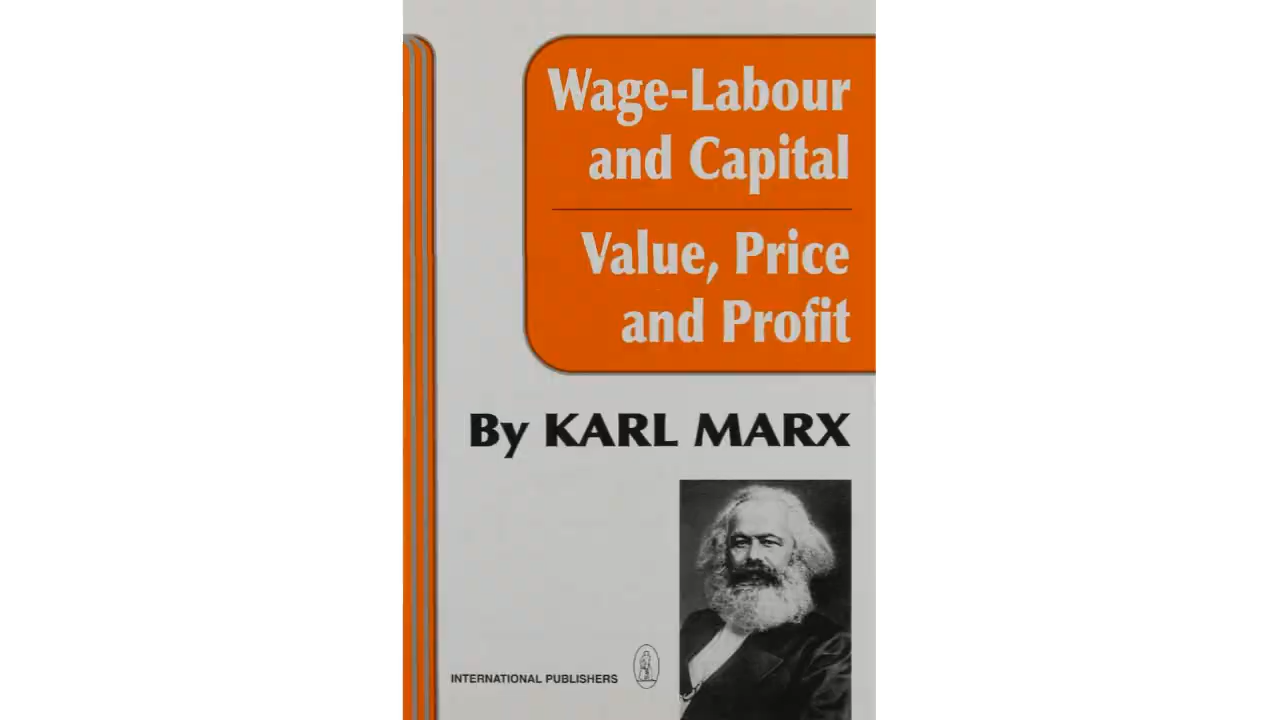 Wage-Labour
and Capital
Value, Price
and Profit
By KARL MARX
INTERNATIONAL PUBLISHERS